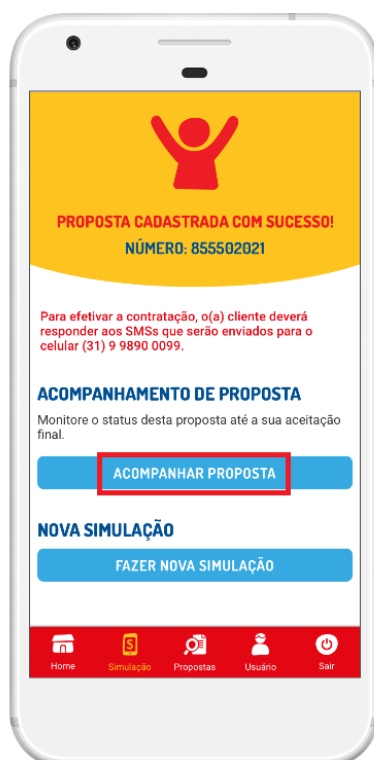 PROPOSTA CADASTRADA COM SUCESSO!
NÚMERO: 855502021
Para efetivar a contratação, o(a) cliente deverá
responder aos SMSs que serão enviados para o
celular (31) 9 9890 0099.
ACOMPANHAMENTO DE PROPOSTA
Monitore o status desta proposta até a sua aceitação
final.
ACOMPANHAR PROPOSTA
NOVA SIMULAÇÃO
FAZER NOVA SIMULAÇÃO
Home Simulação Propostas Usuário Sair